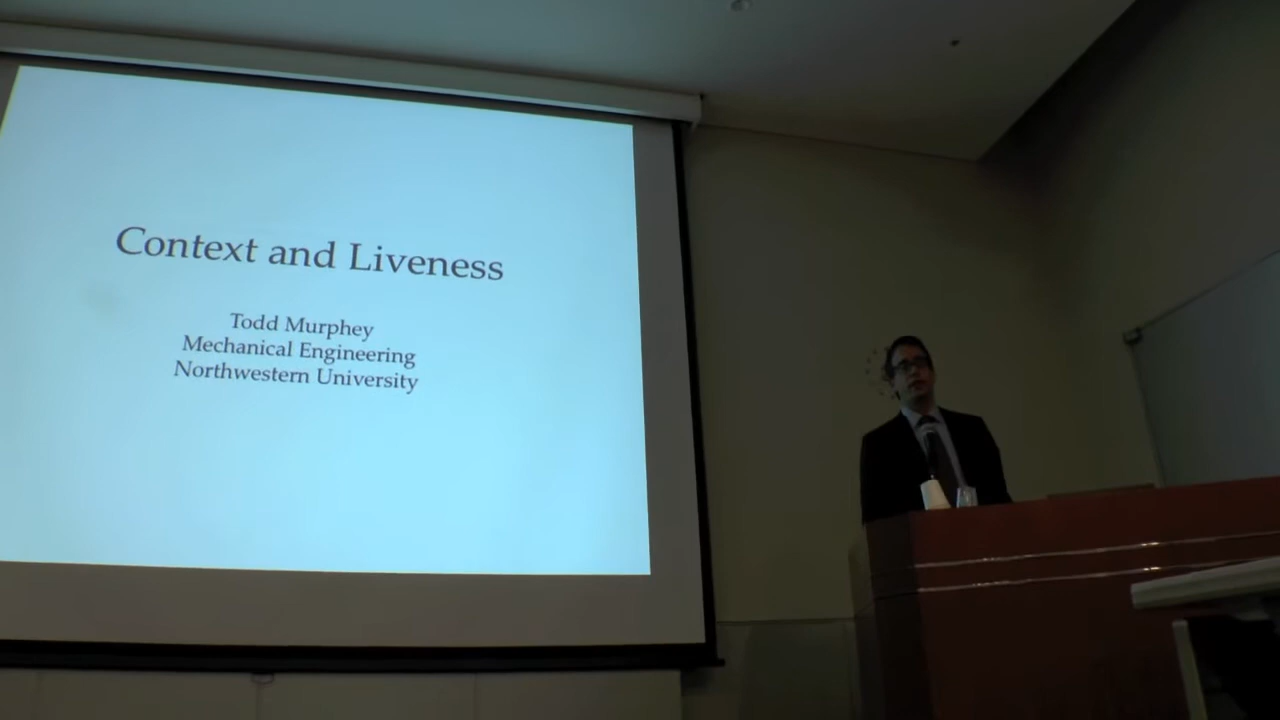 Context and Liveness
Todd Murphey
Mechanical Engineering
Northwestern University